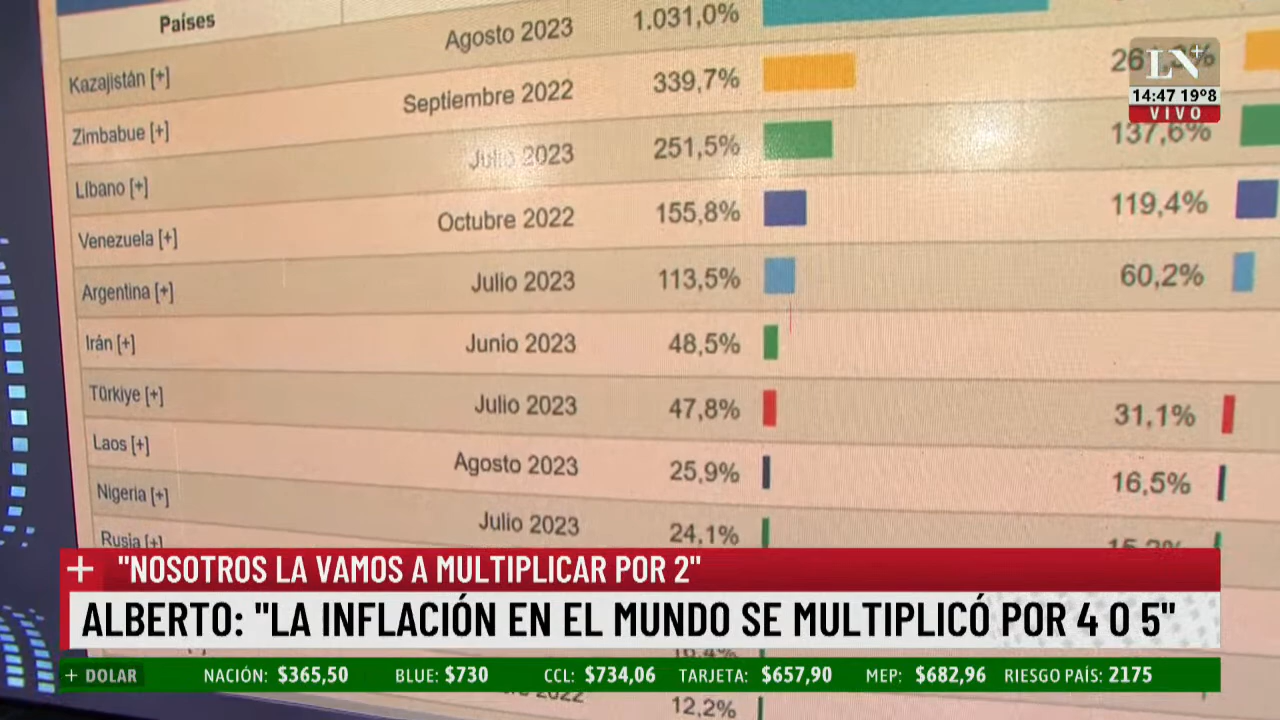 Países
Agosto 2023 1.031,0%
Kazajistán [+]
Septiembre 2022 339,7%
Zimbabue [+]
Julio 2023 251,5% 137,6%
Líbano [+]
Octubre 2022 155,8% 119,4%
Venezuela [+]
Julio 2023 113,5% 60,2%
Argentina [+]
Junio 2023 48,5%
Irán [+]
Julio 2023 47,8% 31,1%
Türkiye [+]
Agosto 2023 25,9% 16,5%
Laos [+]
Julio 2023 24,1%
Nigeria [+]
Rusia [+]
12,2%
LN+
14:47 19º8
VIVO
+ "NOSOTROS LA VAMOS A MULTIPLICAR POR 2"
ALBERTO: "LA INFLACIÓN EN EL MUNDO SE MULTIPLICÓ POR 4 O 5"
+ DOLAR NACIÓN: $365,50 BLUE: $730 CCL: $734,06 TARJETA: $657,90 MEP: $682,96 RIESGO PAÍS: 2175